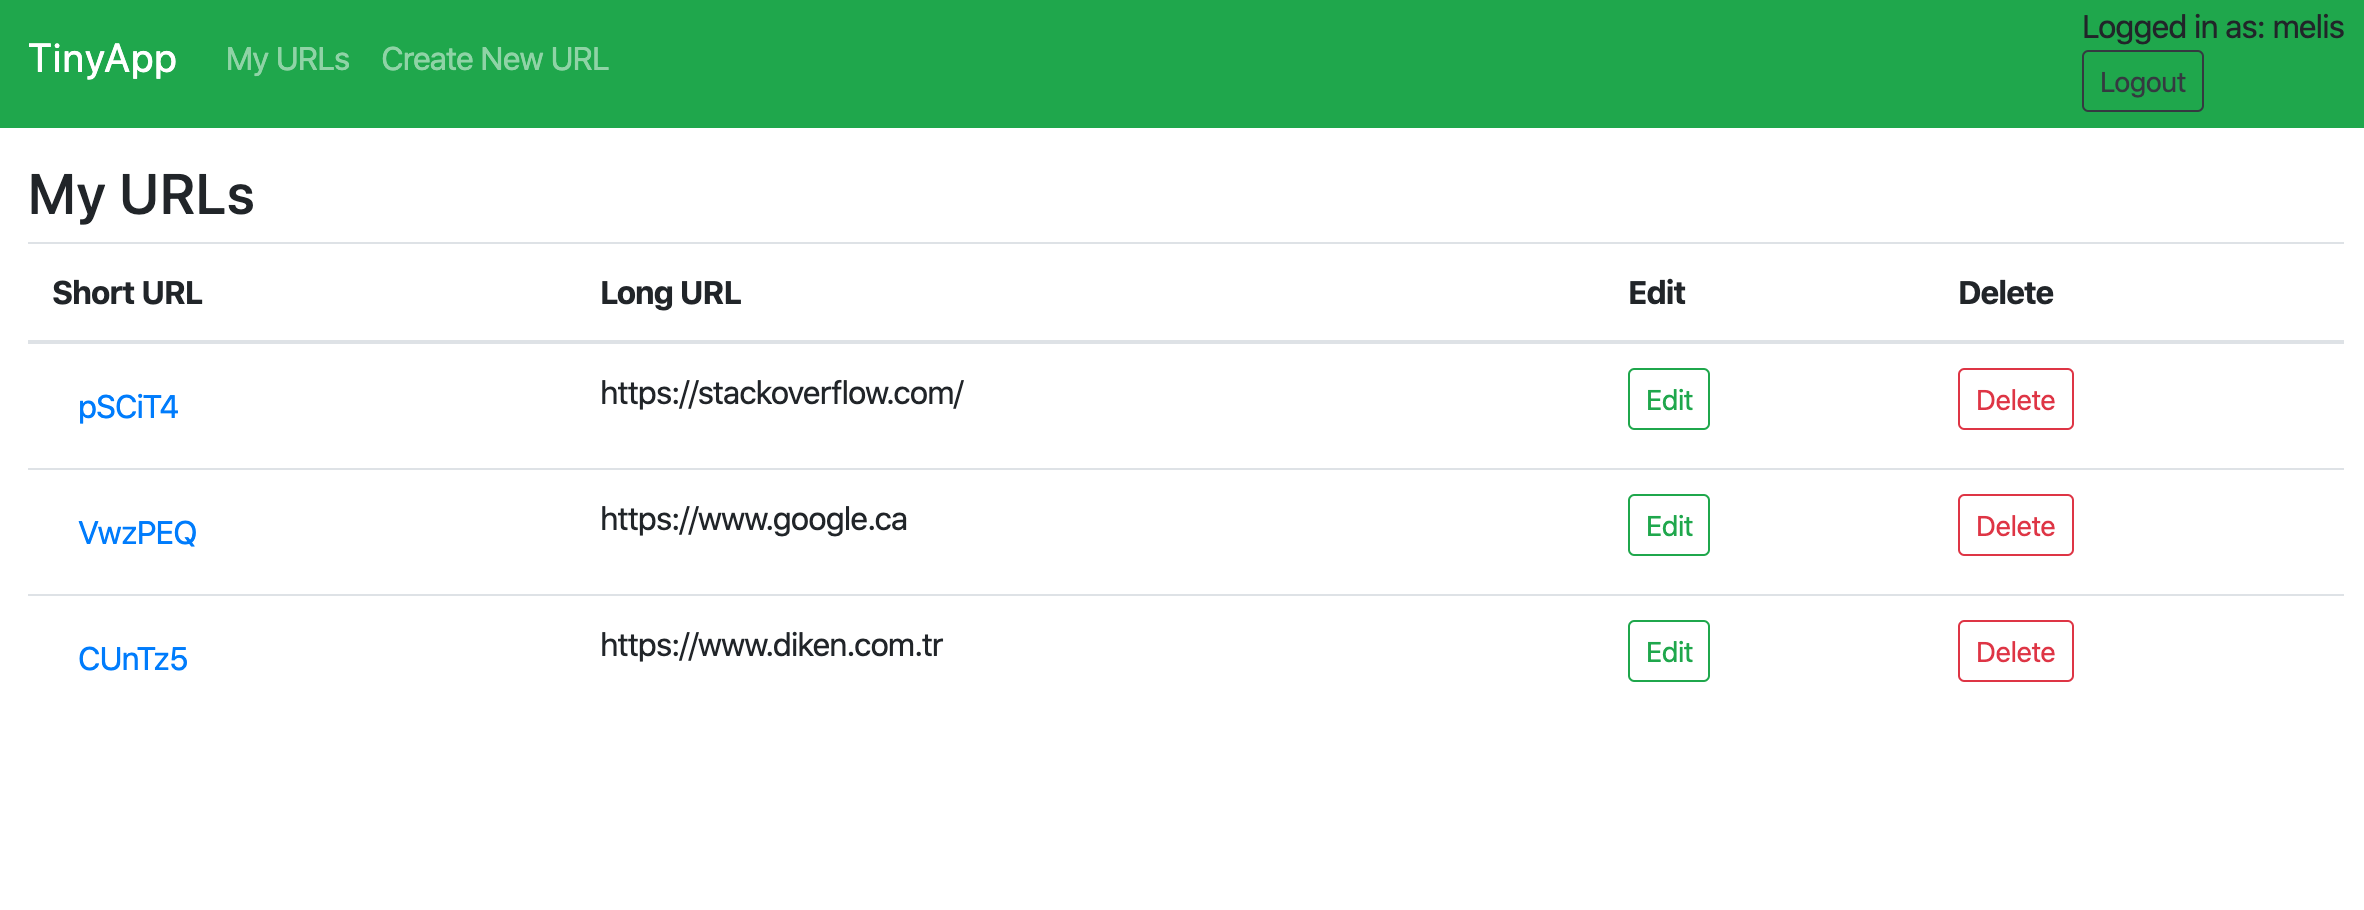 TinyApp My URLs Create New URL
Logged in as: melis
Logout
My URLs
Short URL Long URL Edit Delete
pSCiT4 https://stackoverflow.com/ Edit Delete
VwzPEQ https://www.google.ca Edit Delete
CUnTz5 https://www.diken.com.tr Edit Delete